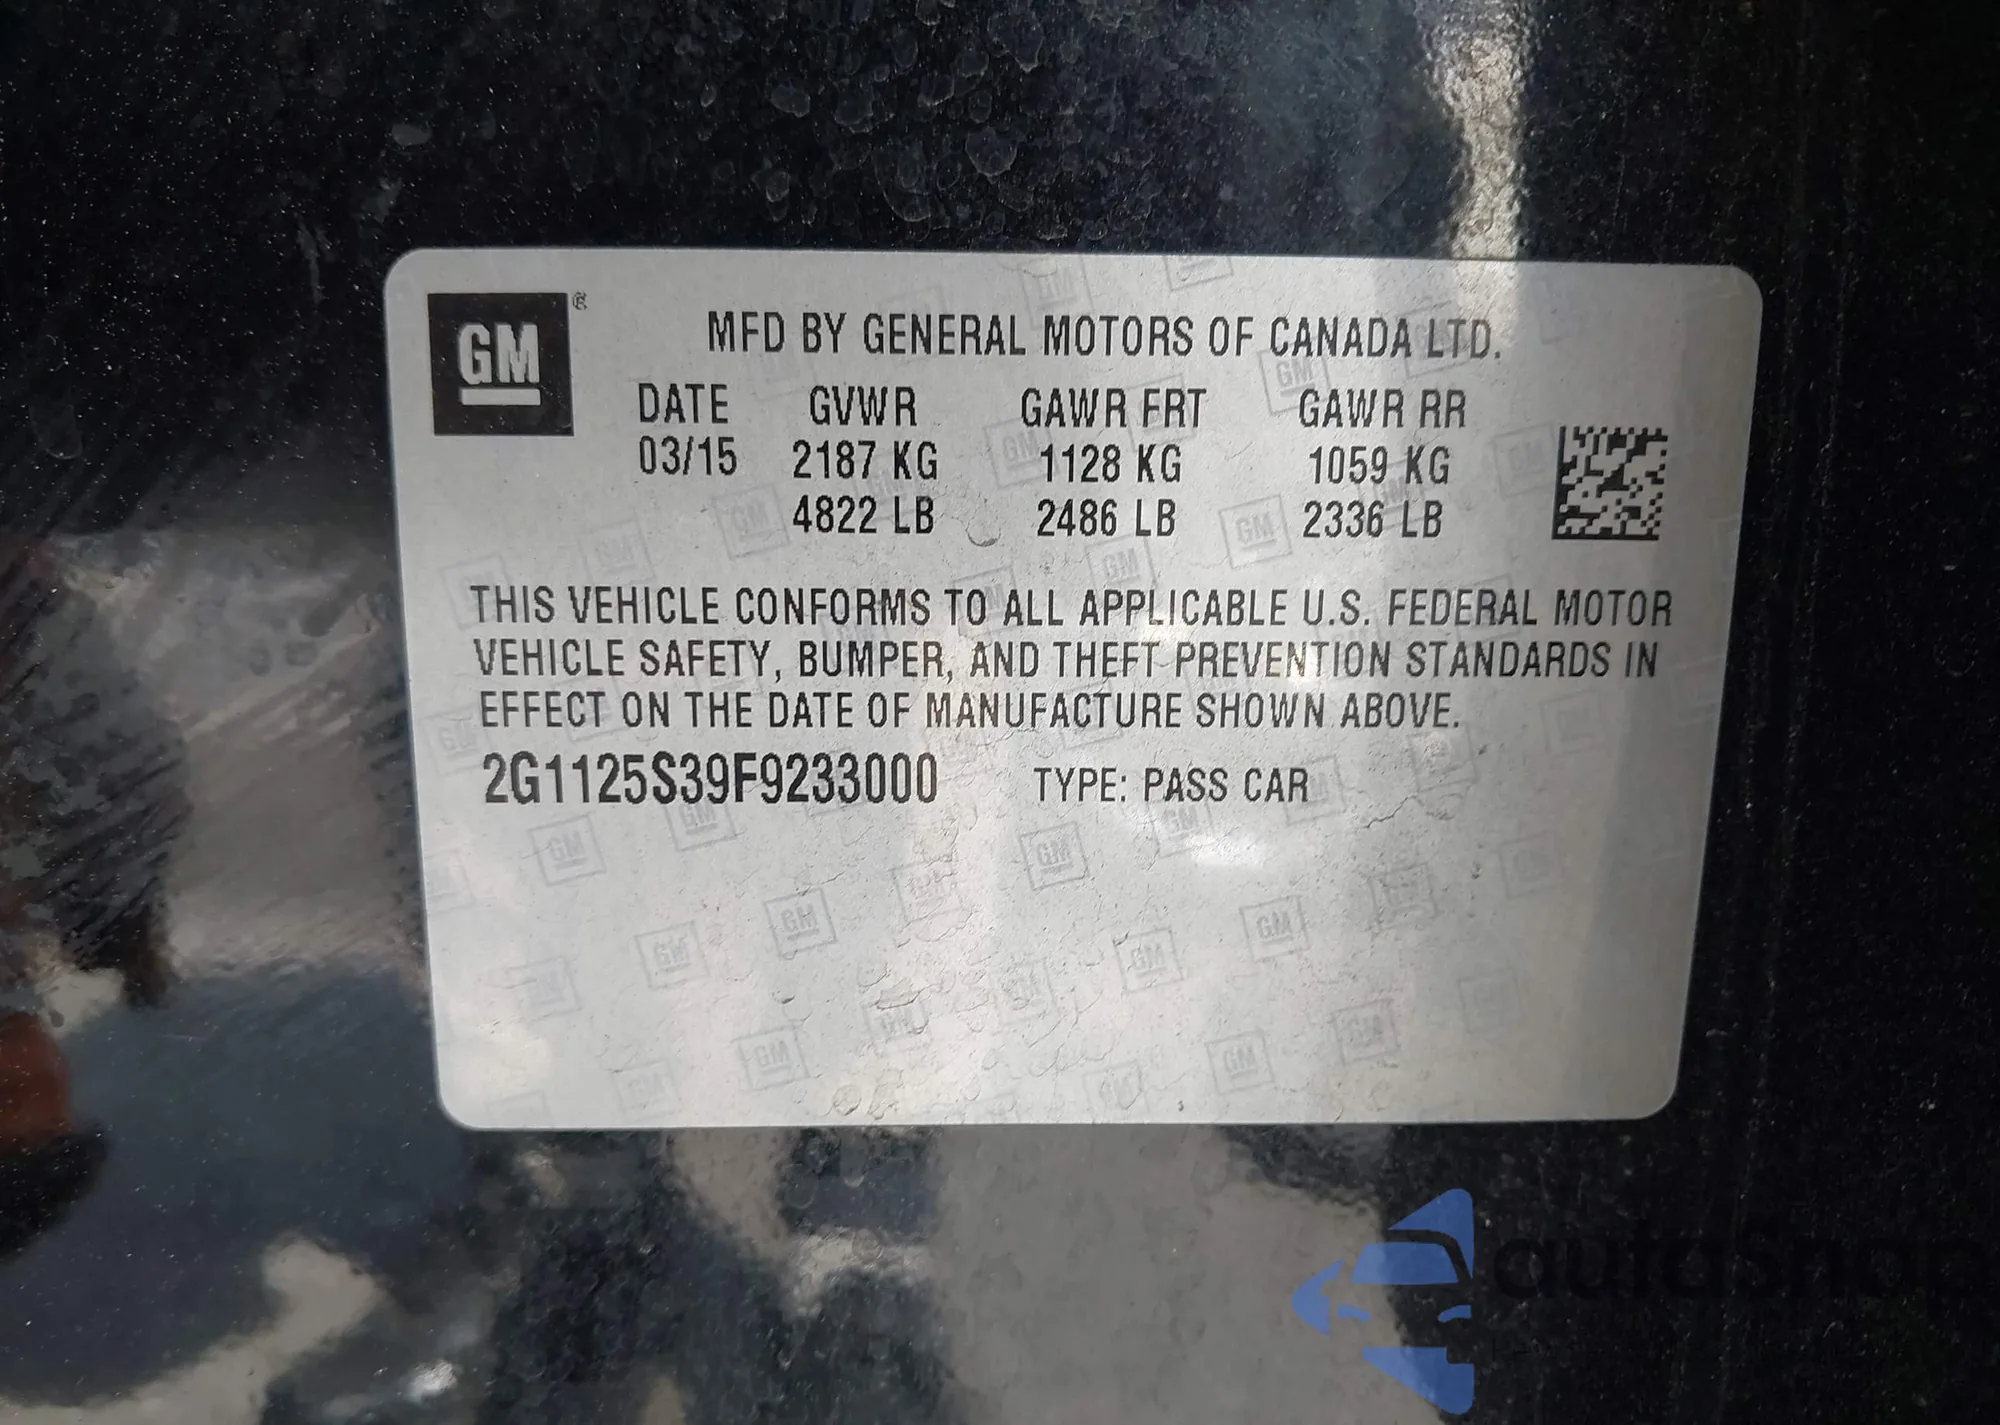 GM ®
MFD BY GENERAL MOTORS OF CANADA LTD.
DATE GVWR GAWR FRT GAWR RR
03/15 2187 KG 1128 KG 1059 KG
4822 LB 2486 LB 2336 LB
THIS VEHICLE CONFORMS TO ALL APPLICABLE U.S. FEDERAL MOTOR
VEHICLE SAFETY, BUMPER, AND THEFT PREVENTION STANDARDS IN
EFFECT ON THE DATE OF MANUFACTURE SHOWN ABOVE.
2G1125S39F9233000 TYPE: PASS CAR